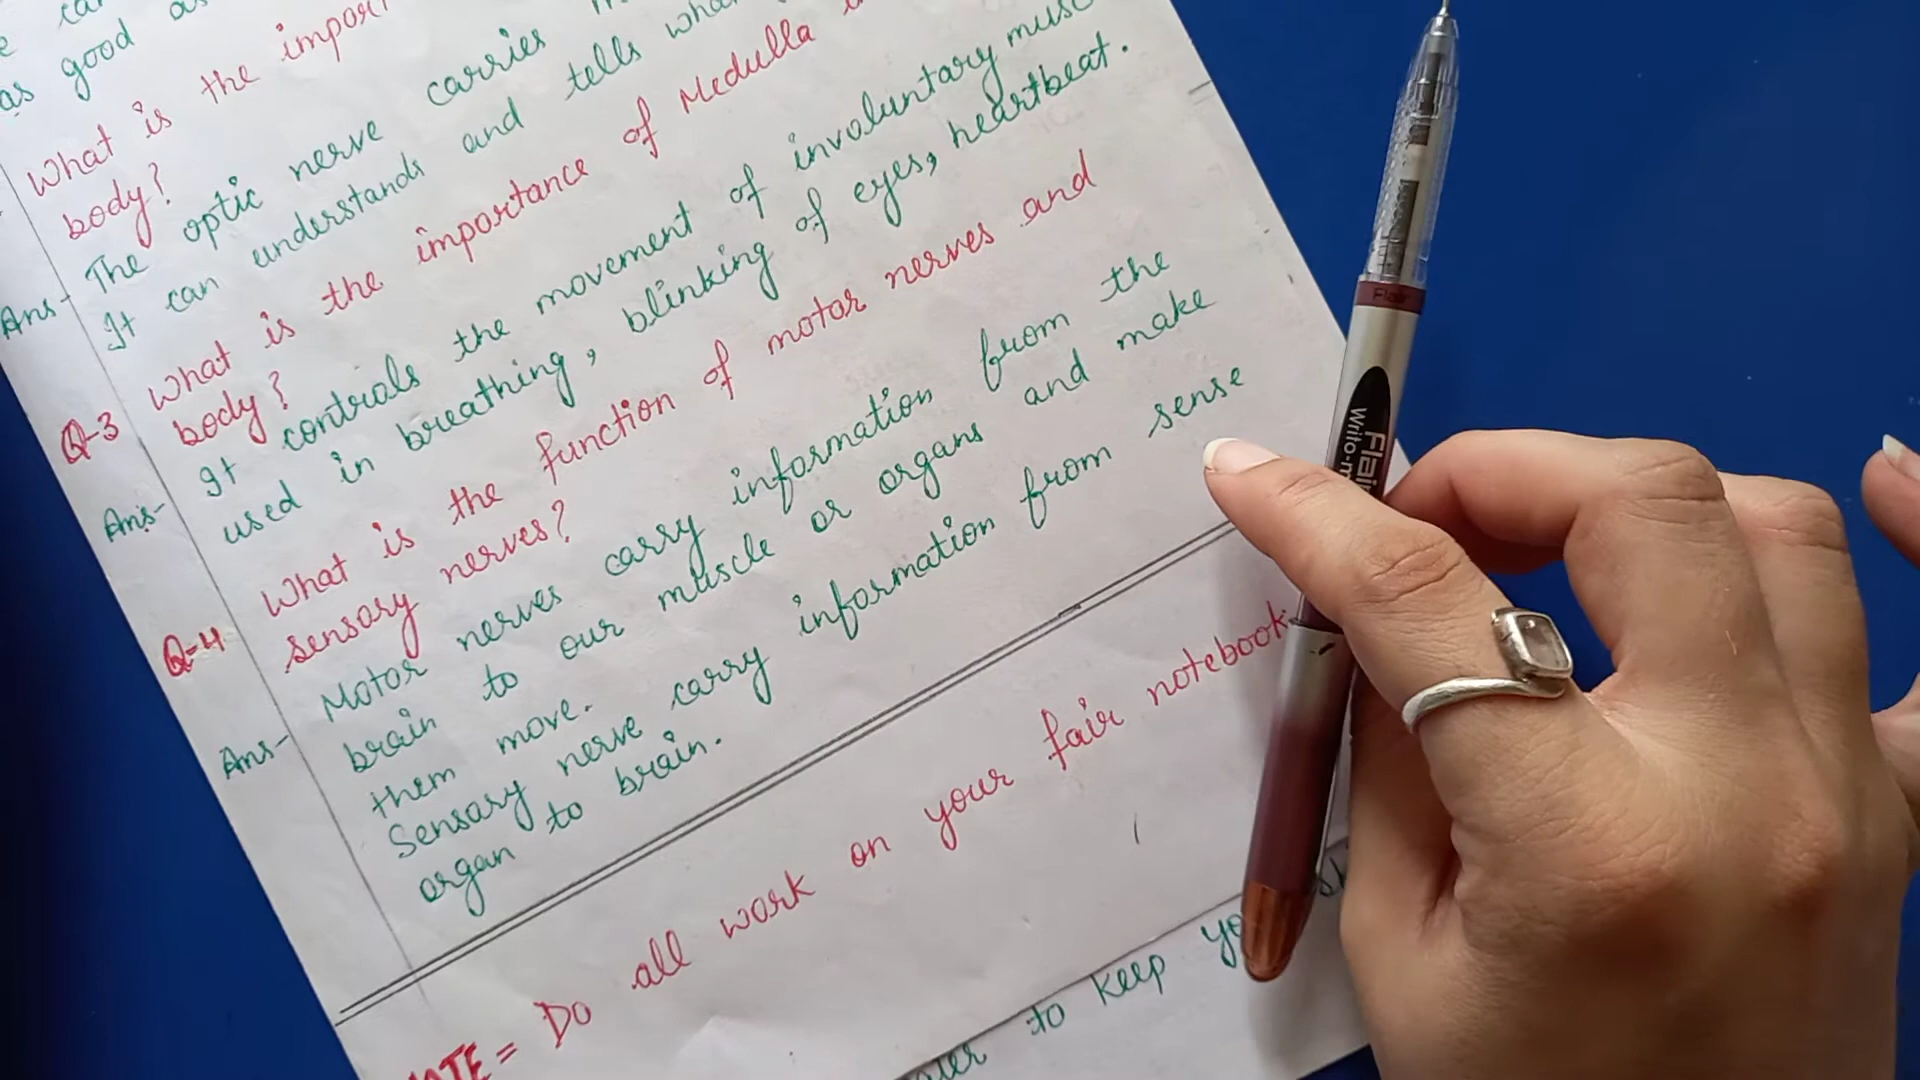 as good as
What is the impor
body?
Ans- The optic nerve carries
It can understands and tells wha
Q-3 What is the importance of Medulla
body?
Ans- It controls the movement of involuntary musc
used in breathing, blinking of eyes, heartbeat.
Q-4 What is the function of motor nerves and
sensory nerves?
Ans- Motor nerves carry information from the
brain to our muscle or organs and make
them move.
Sensary nerve carry information from sense
organ to brain.
NOTE = Do all work on your fair notebook.
to keep yo
Flair
Flair
Writo-m